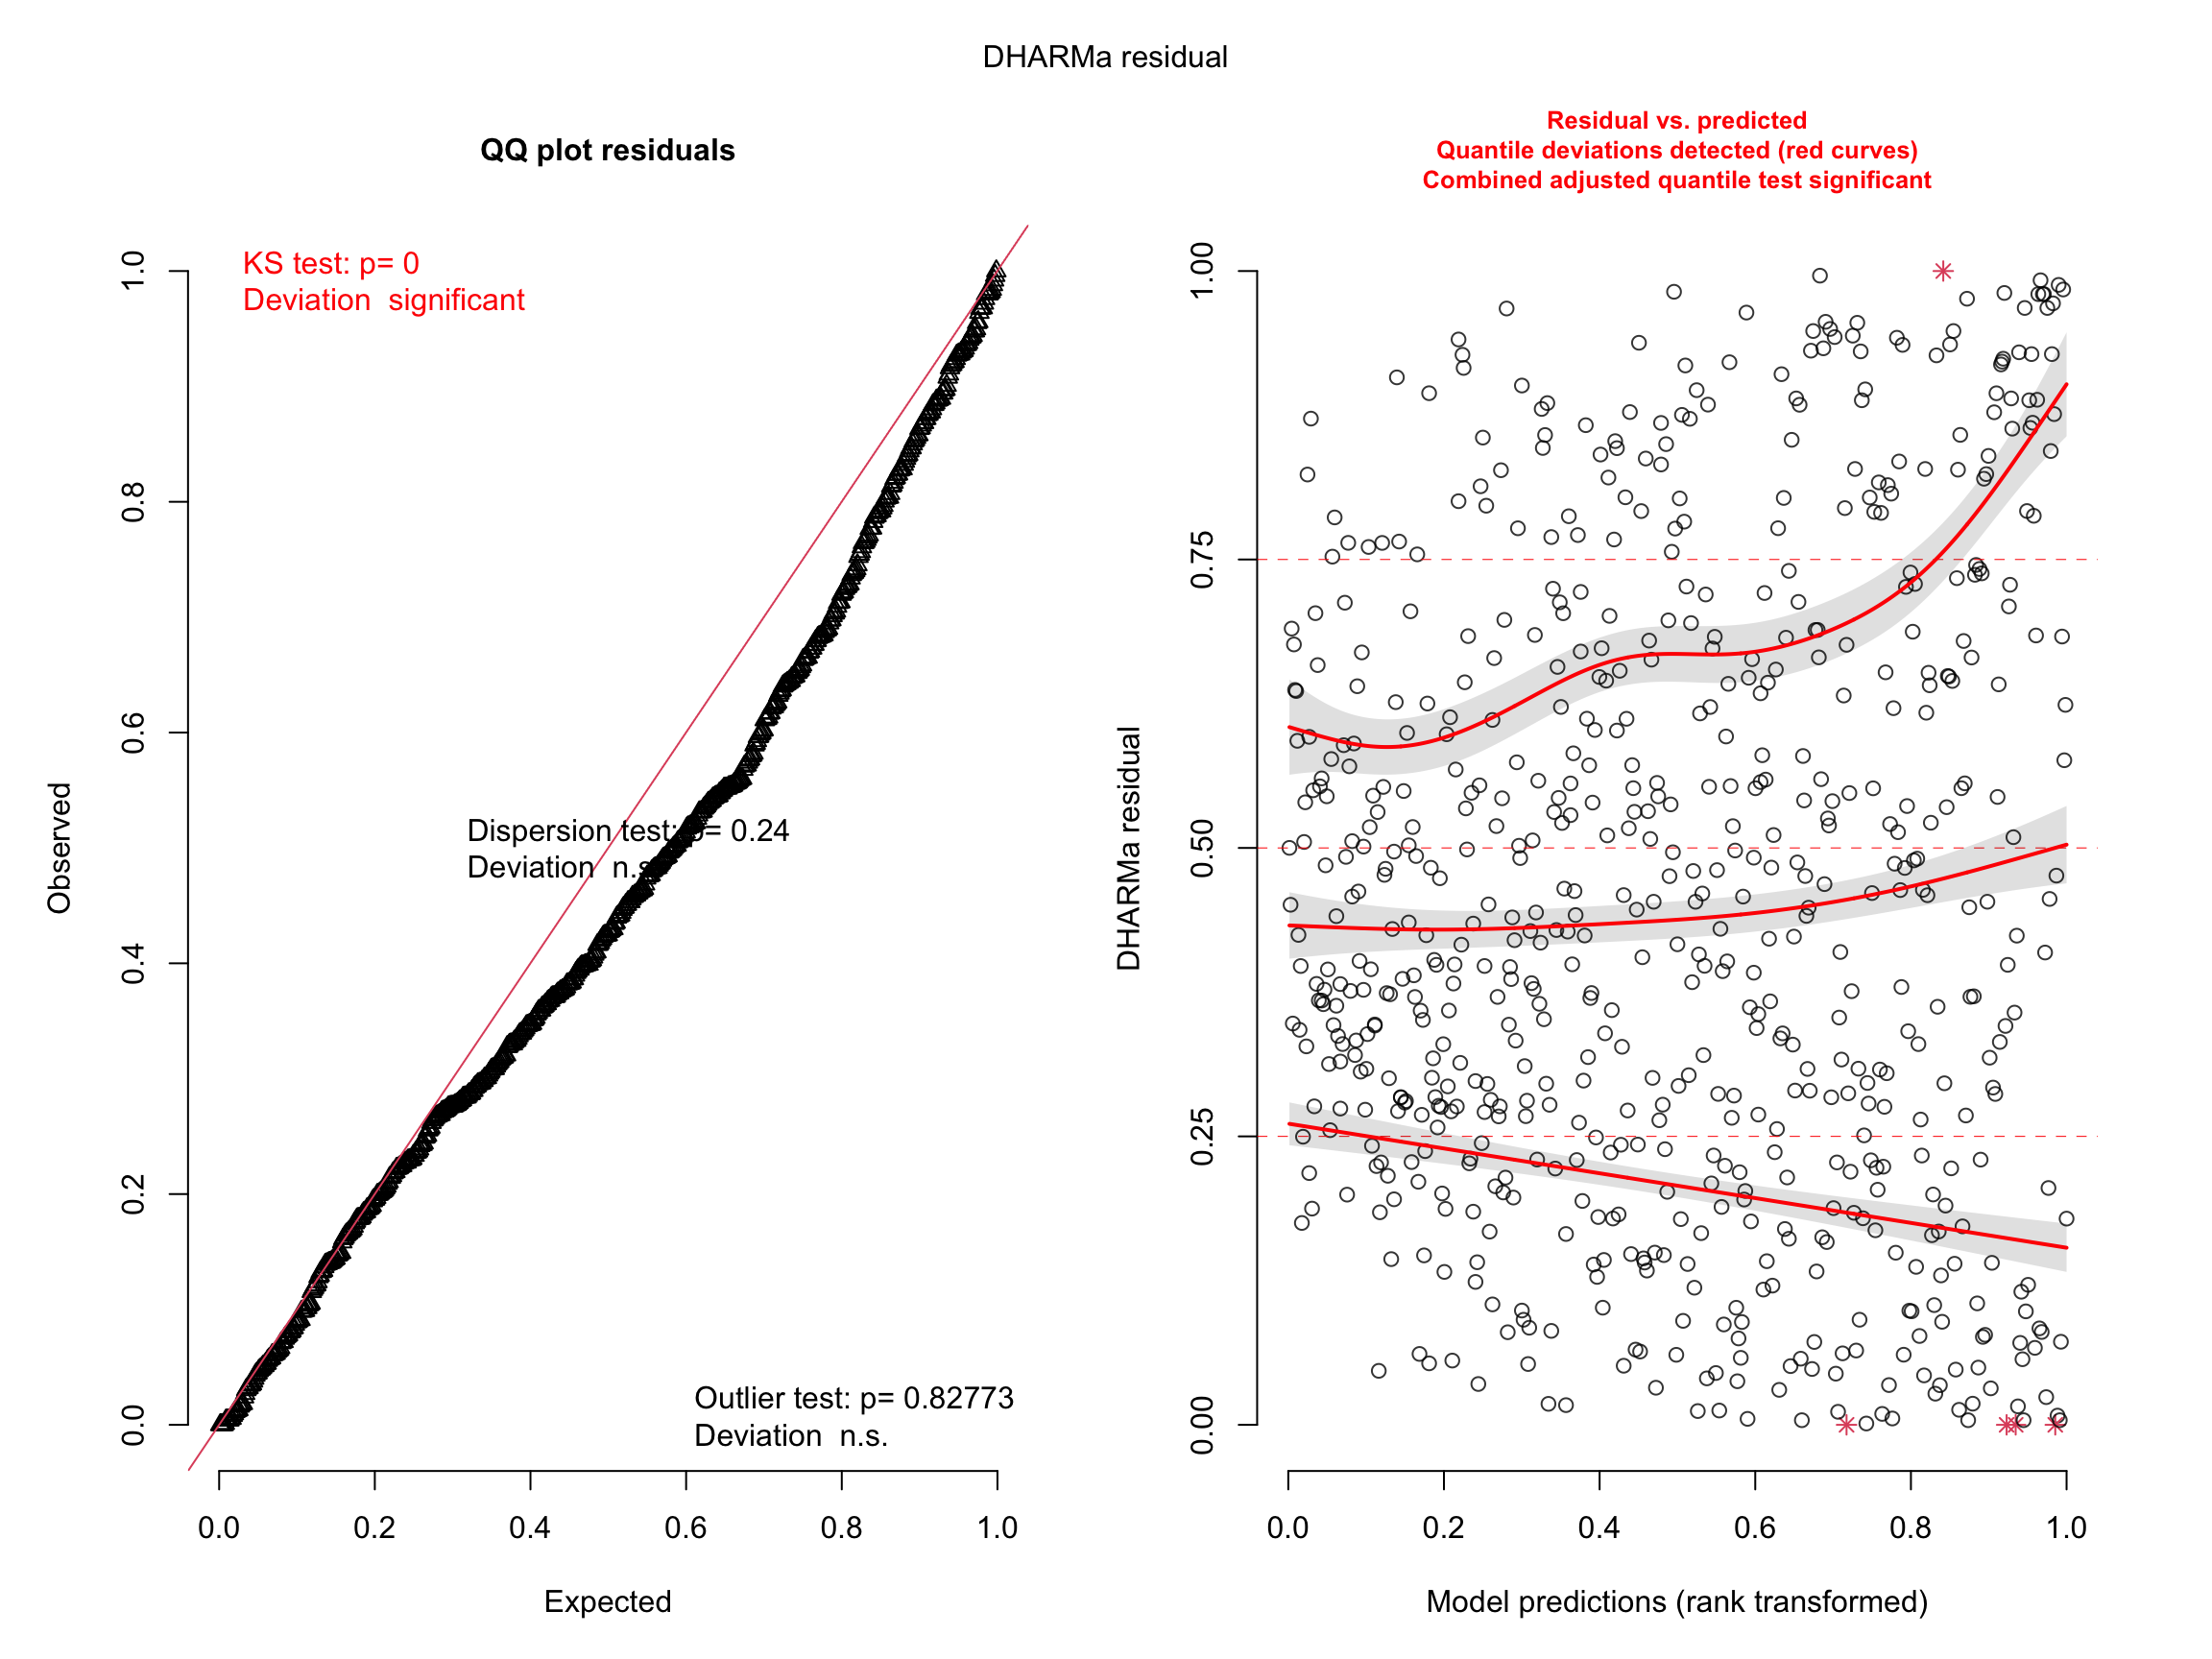 DHARMa residual
QQ plot residuals
KS test: p= 0
Deviation  significant
Dispersion test: p= 0.24
Deviation  n.s.
Outlier test: p= 0.82773
Deviation  n.s.
Observed
0.0
0.2
0.4
0.6
0.8
1.0
0.0 0.2 0.4 0.6 0.8 1.0
Expected
Residual vs. predicted
Quantile deviations detected (red curves)
Combined adjusted quantile test significant
DHARMa residual
0.00
0.25
0.50
0.75
1.00
0.0 0.2 0.4 0.6 0.8 1.0
Model predictions (rank transformed)